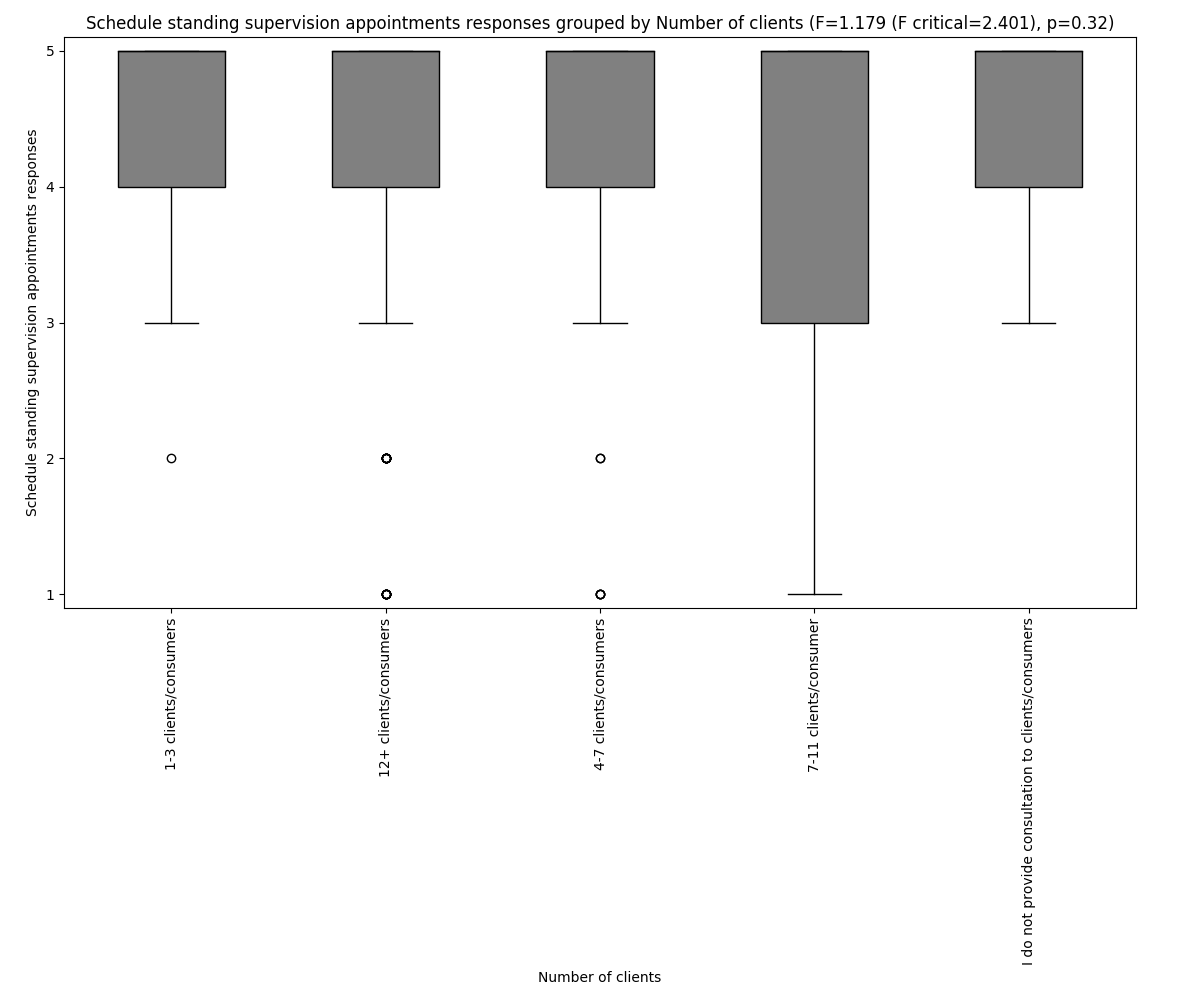 Schedule standing supervision appointments responses grouped by Number of clients (F=1.179 (F critical=2.401), p=0.32)
Schedule standing supervision appointments responses
5
4
3
2
1
1-3 clients/consumers
12+ clients/consumers
4-7 clients/consumers
7-11 clients/consumer
I do not provide consultation to clients/consumers
Number of clients